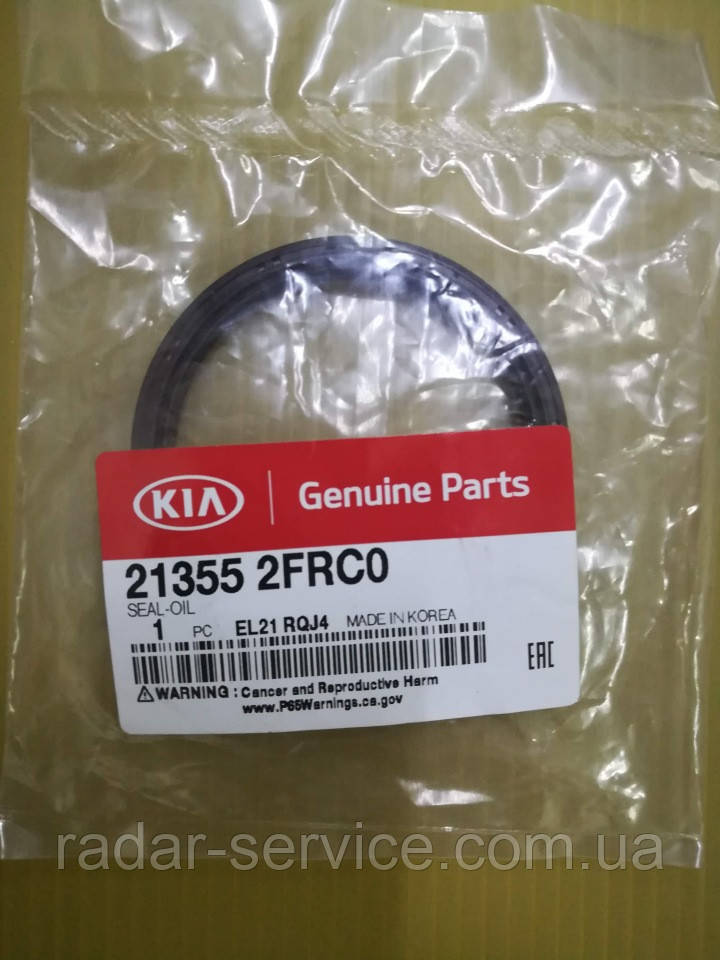 KIA
Genuine Parts
21355 2FRC0
SEAL-OIL
1 PC EL21 RQJ4 MADE IN KOREA
EAC
WARNING : Cancer and Reproductive Harm
www.P65Warnings.ca.gov
radar-service.com.ua